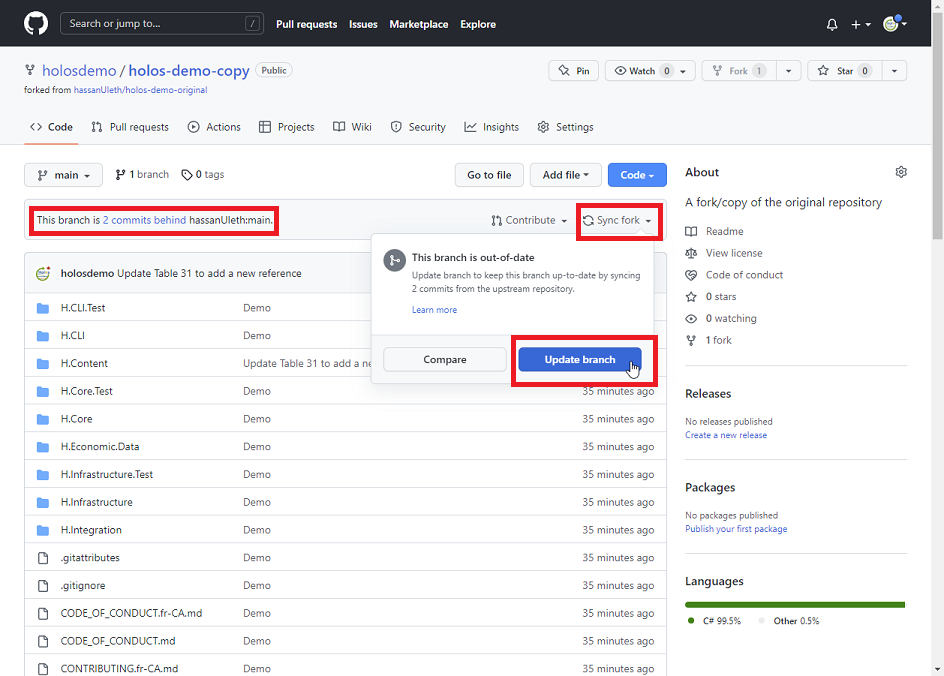 Search or jump to... /
Pull requests Issues Marketplace Explore
holosdemo / holos-demo-copy Public
forked from hassanUleth/holos-demo-original
Pin Watch 0 Fork 1 Star 0
Code Pull requests Actions Projects Wiki Security Insights Settings
main 1 branch 0 tags Go to file Add file Code
This branch is 2 commits behind hassanUleth:main.
Contribute Sync fork
This branch is out-of-date
Update branch to keep this branch up-to-date by syncing
2 commits from the upstream repository.
Learn more
Compare Update branch
holosdemo Update Table 31 to add a new reference
H.CLI.Test Demo
H.CLI Demo
H.Content Update Table 31 to add a ne
H.Core.Test Demo 35 minutes ago
H.Core Demo 35 minutes ago
H.Economic.Data Demo 35 minutes ago
H.Infrastructure.Test Demo 35 minutes ago
H.Infrastructure Demo 35 minutes ago
H.Integration Demo 35 minutes ago
.gitattributes Demo 35 minutes ago
.gitignore Demo 35 minutes ago
CODE_OF_CONDUCT.fr-CA.md Demo 35 minutes ago
CODE_OF_CONDUCT.md Demo 35 minutes ago
CONTRIBUTING.fr-CA.md Demo 35 minutes ago
About
A fork/copy of the original repository
Readme
View license
Code of conduct
0 stars
0 watching
1 fork
Releases
No releases published
Create a new release
Packages
No packages published
Publish your first package
Languages
C# 99.5% Other 0.5%